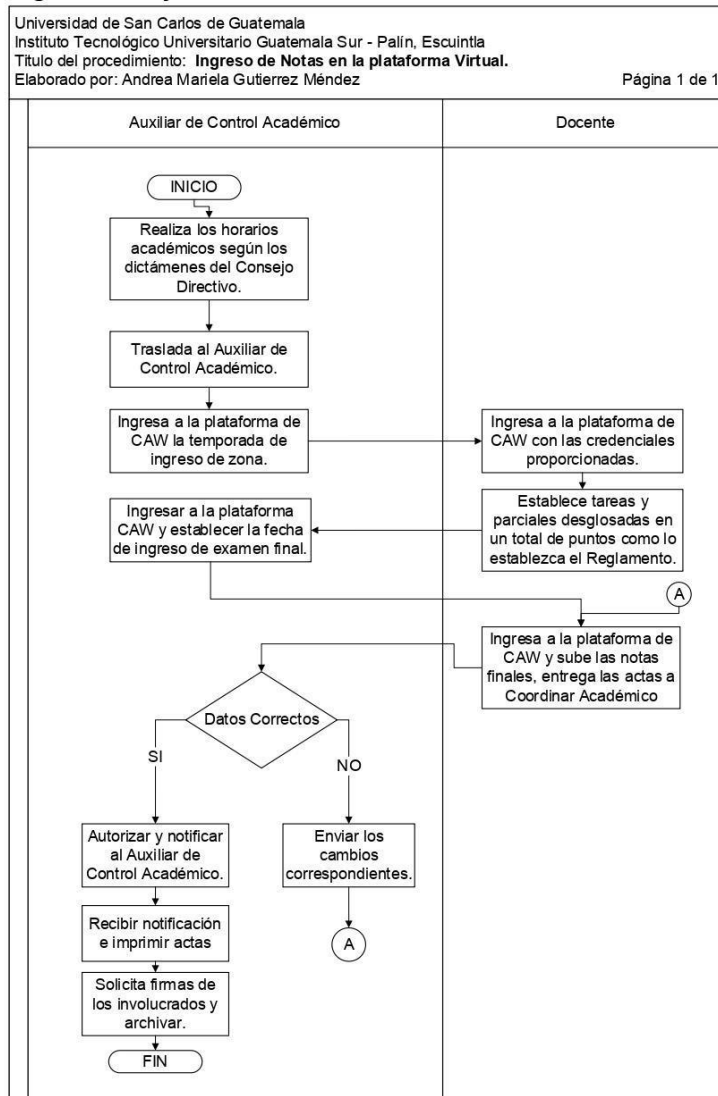 Universidad de San Carlos de Guatemala
Instituto Tecnológico Universitario Guatemala Sur - Palín, Escuintla
Titulo del procedimiento: Ingreso de Notas en la plataforma Virtual.
Elaborado por: Andrea Mariela Gutierrez Méndez
Página 1 de 1
Auxiliar de Control Académico
Docente
INICIO
Realiza los horarios
académicos según los
dictámenes del Consejo
Directivo.
Traslada al Auxiliar de
Control Académico.
Ingresa a la plataforma de
CAW la temporada de
ingreso de zona.
Ingresa a la plataforma de
CAW con las credenciales
proporcionadas.
Establece tareas y
parciales desglosadas en
un total de puntos como lo
establezca el Reglamento.
Ingresar a la plataforma
CAW y establecer la fecha
de ingreso de examen final.
A
Ingresa a la plataforma de
CAW y sube las notas
finales, entrega las actas a
Coordinar Académico
Datos Correctos
SI
NO
Autorizar y notificar
al Auxiliar de
Control Académico.
Enviar los
cambios
correspondientes.
Recibir notificación
e imprimir actas
A
Solicita firmas de
los involucrados y
archivar.
FIN